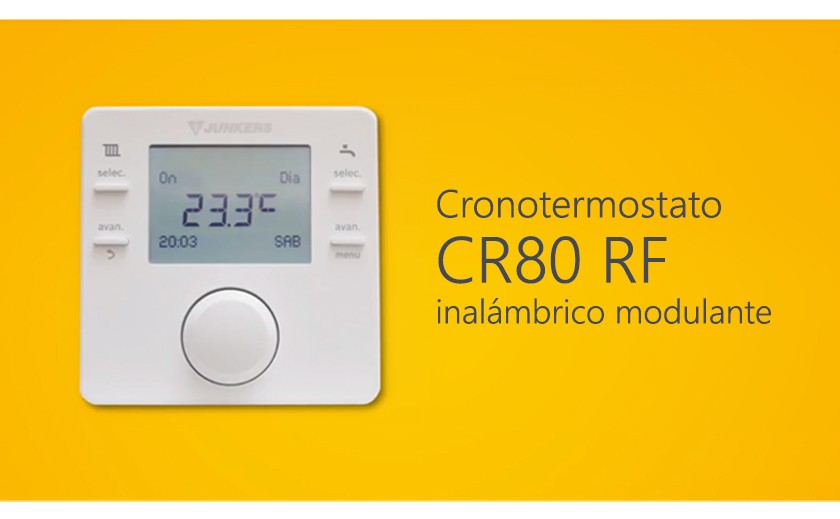 JUNKERS
selec.
On
Dia
selec.
23.3°C
avan.
avan.
20:03
SAB
menu
Cronotermostato
CR80 RF
inalámbrico modulante